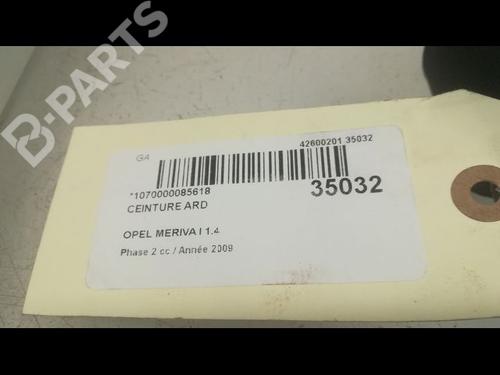 B-PARTS
GA
42600201 35032
*1070000085618
35032
CEINTURE ARD
OPEL MERIVA I 1.4
Phase 2 cc / Année 2009